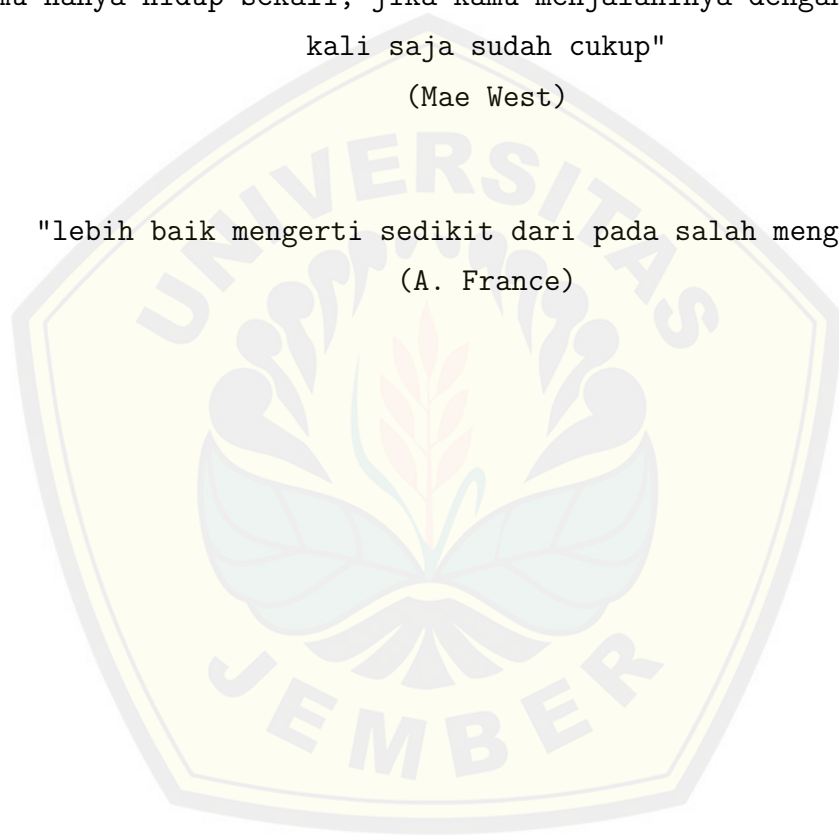 hanya hidup sekali, jika kamu menjalaninya dengan
kali saja sudah cukup"
(Mae West)
"lebih baik mengerti sedikit dari pada salah meng
(A. France)
UNIVERSITAS
JEMBER